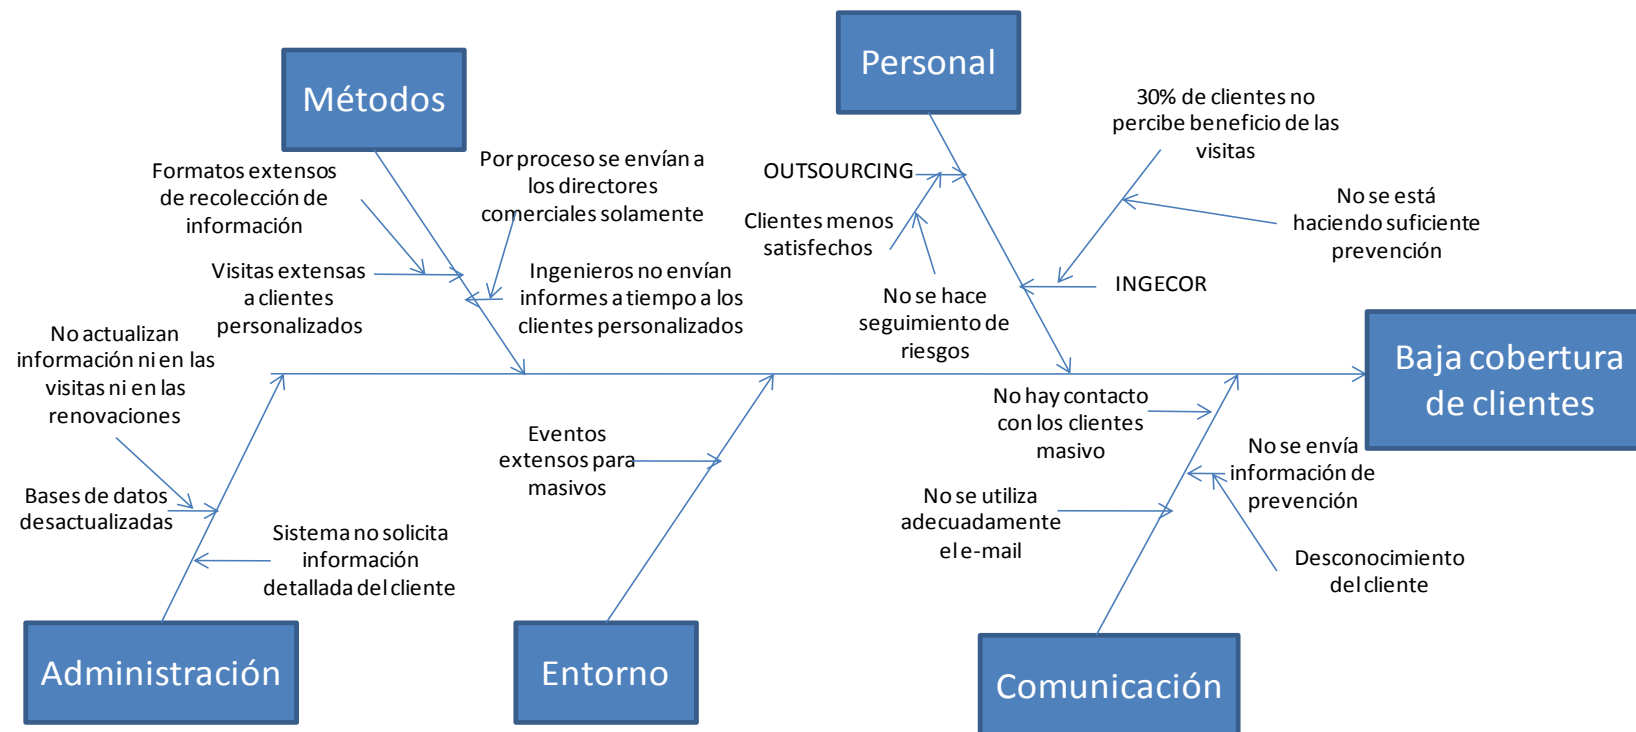 Métodos
Personal
30% de clientes no
percibe beneficio de las
visitas
Por proceso se envían a
los directores
comerciales solamente
Formatos extensos
de recolección de
información
OUTSOURCING
Clientes menos
satisfechos
No se está
haciendo suficiente
prevención
Visitas extensas
a clientes
personalizados
Ingenieros no envían
informes a tiempo a los
clientes personalizados
INGECOR
No se hace
seguimiento de
riesgos
No actualizan
información ni en las
visitas ni en las
renovaciones
Baja cobertura
de clientes
No hay contacto
con los clientes
masivo
Eventos
extensos para
masivos
No se envía
información de
prevención
Bases de datos
desactualizadas
No se utiliza
adecuadamente
el e-mail
Sistema no solicita
información
detallada del cliente
Desconocimiento
del cliente
Administración
Entorno
Comunicación